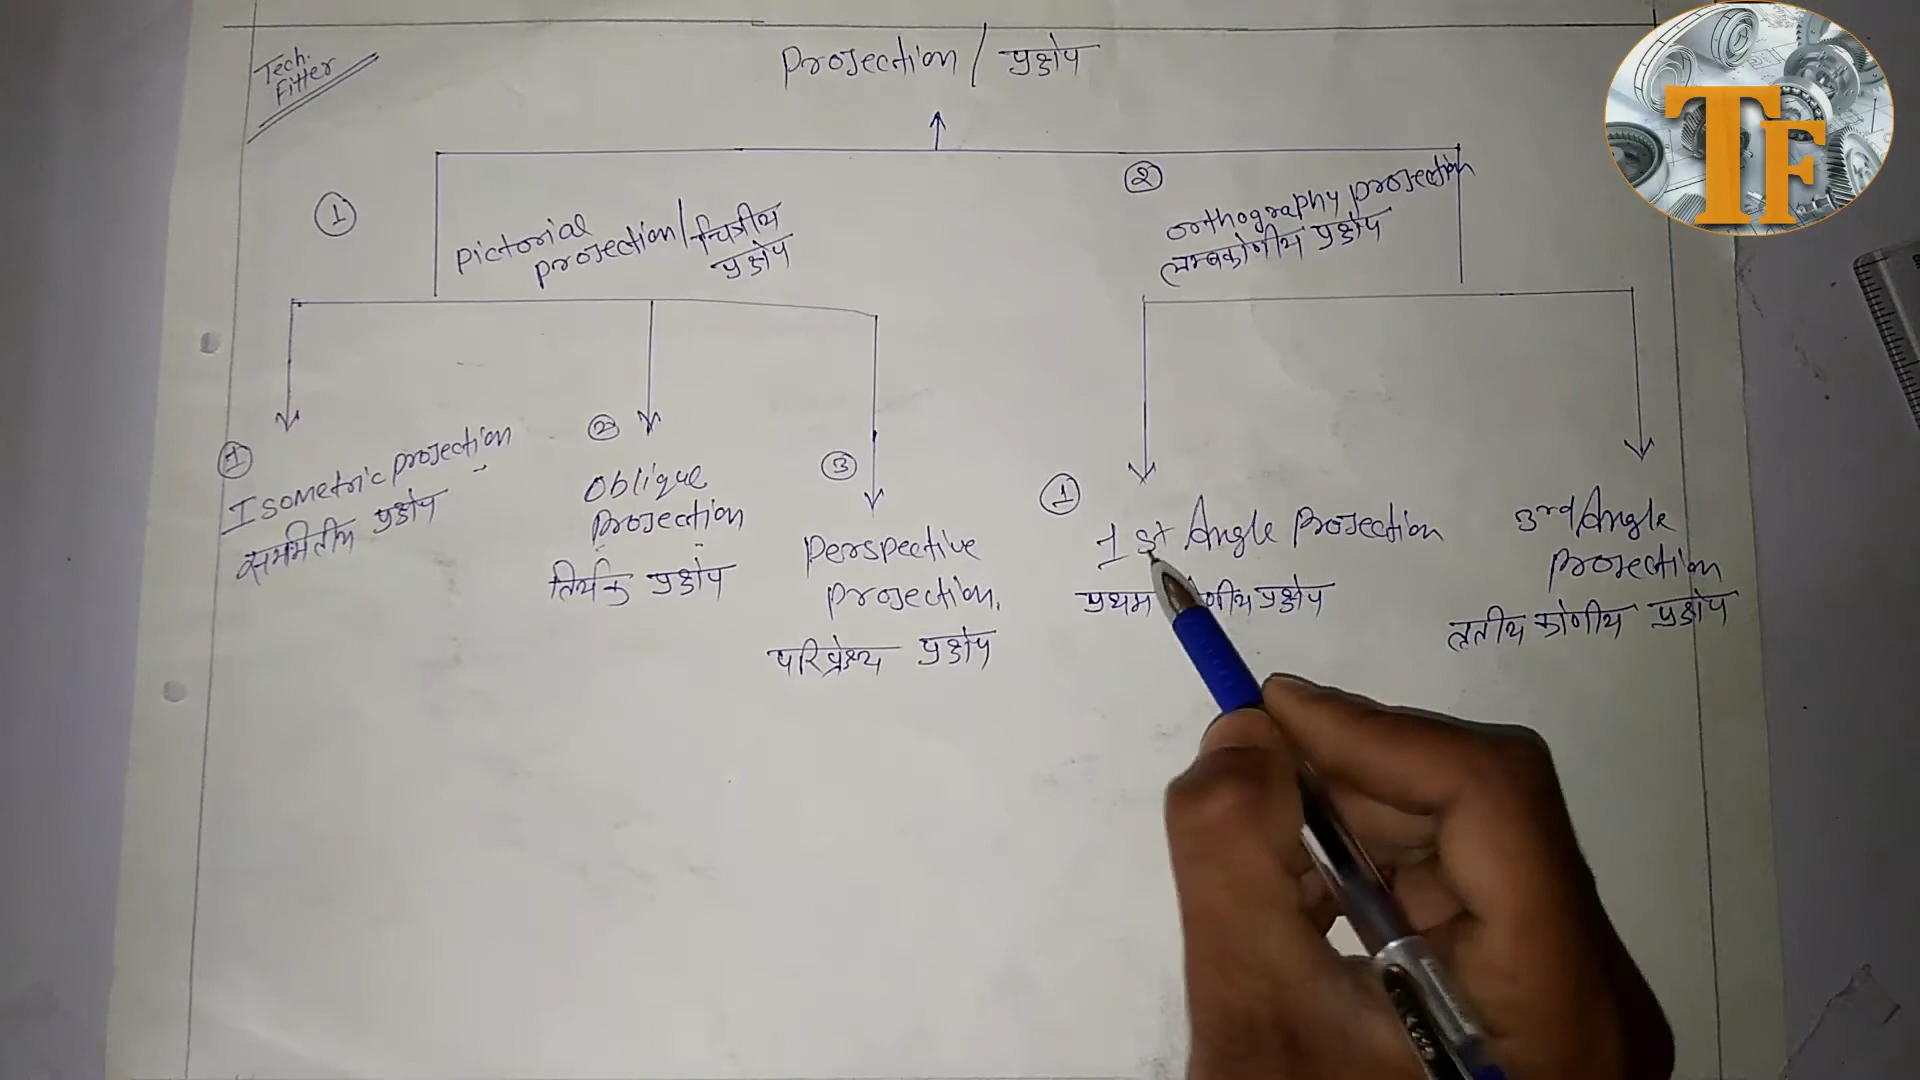 Tech.
Fitter
Projection / प्रक्षेप
①
pictorial
projection / चित्रीय
प्रक्षेप
②
orthography projection
लम्बकोणीय प्रक्षेप
①
Isometric projection
सममितीय प्रक्षेप
②
Oblique
projection
तिर्यक प्रक्षेप
③
Perspective
projection.
परिप्रेक्ष्य प्रक्षेप
①
1st Angle Projection
प्रथम णीय प्रक्षेप
3rd Angle
projection
तृतीय कोणीय प्रक्षेप
TF